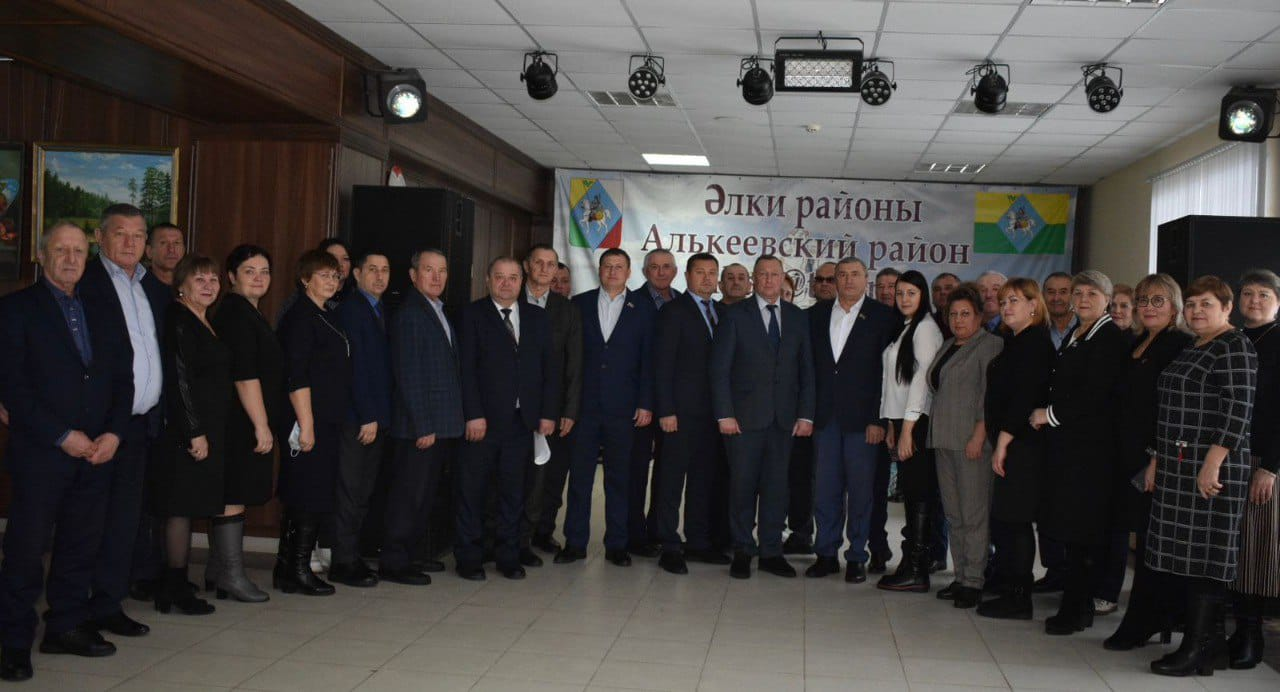 Әлки районы
Алькеевский район